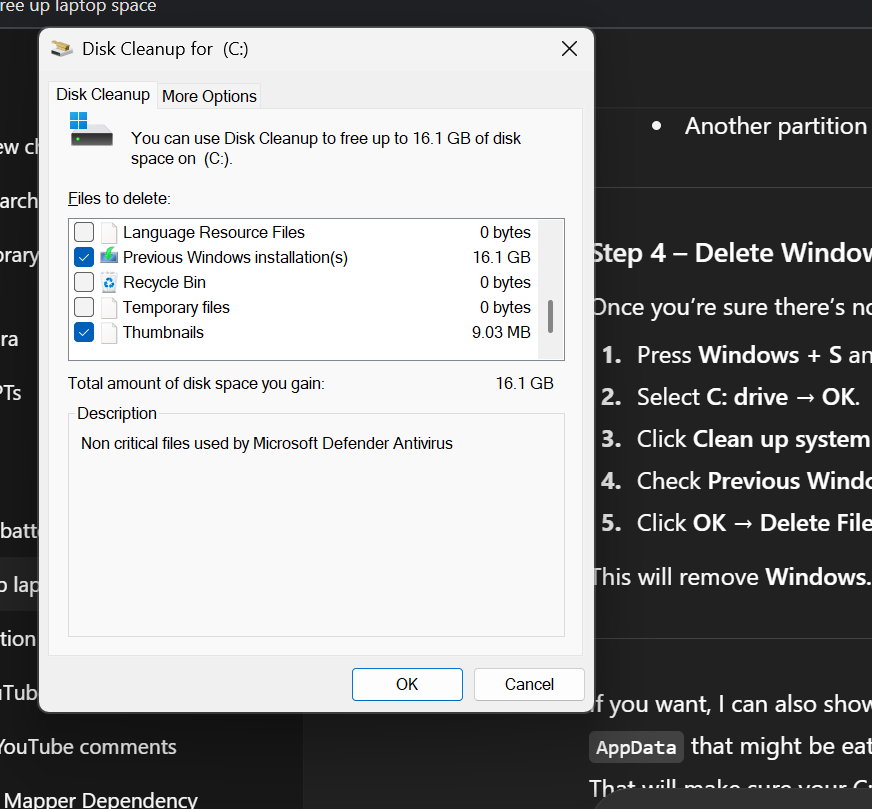 ree up laptop space
Disk Cleanup for (C:)
Disk Cleanup
More Options
You can use Disk Cleanup to free up to 16.1 GB of disk
space on (C:).
Files to delete:
Language Resource Files 0 bytes
Previous Windows installation(s) 16.1 GB
Recycle Bin 0 bytes
Temporary files 0 bytes
Thumbnails 9.03 MB
Total amount of disk space you gain: 16.1 GB
Description
Non critical files used by Microsoft Defender Antivirus
OK
Cancel
ew ch
arch
brary
ra
PTs
batte
p lap
tion
uTub
YouTube comments
Mapper Dependency
• Another partition
Step 4 – Delete Window
Once you’re sure there’s no
1. Press Windows + S an
2. Select C: drive → OK.
3. Click Clean up system
4. Check Previous Windo
5. Click OK → Delete File
This will remove Windows.
If you want, I can also show
AppData that might be eat
That will make sure your C